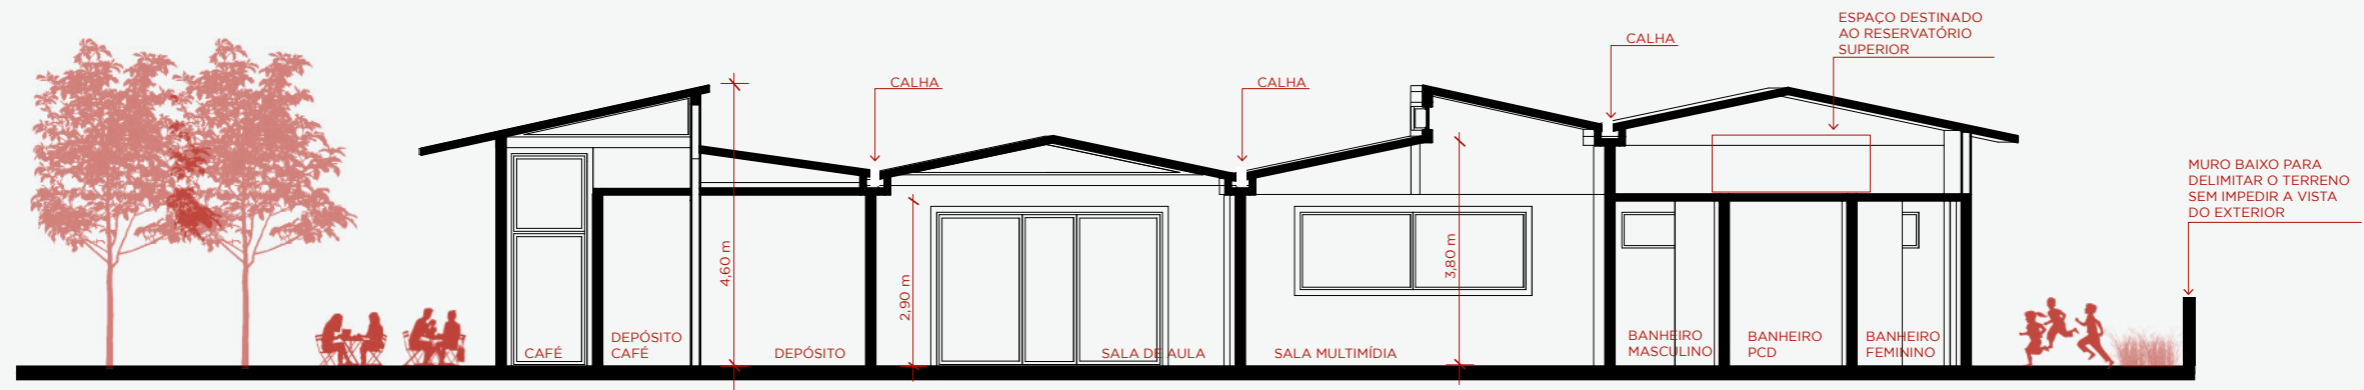 ESPAÇO DESTINADO
AO RESERVATÓRIO
SUPERIOR
CALHA
CALHA
CALHA
MURO BAIXO PARA
DELIMITAR O TERRENO
SEM IMPEDIR A VISTA
DO EXTERIOR
4,60 m
2,90 m
3,80 m
CAFÉ
DEPÓSITO
CAFÉ
DEPÓSITO
SALA DE AULA
SALA MULTIMÍDIA
BANHEIRO
MASCULINO
BANHEIRO
PCD
BANHEIRO
FEMININO